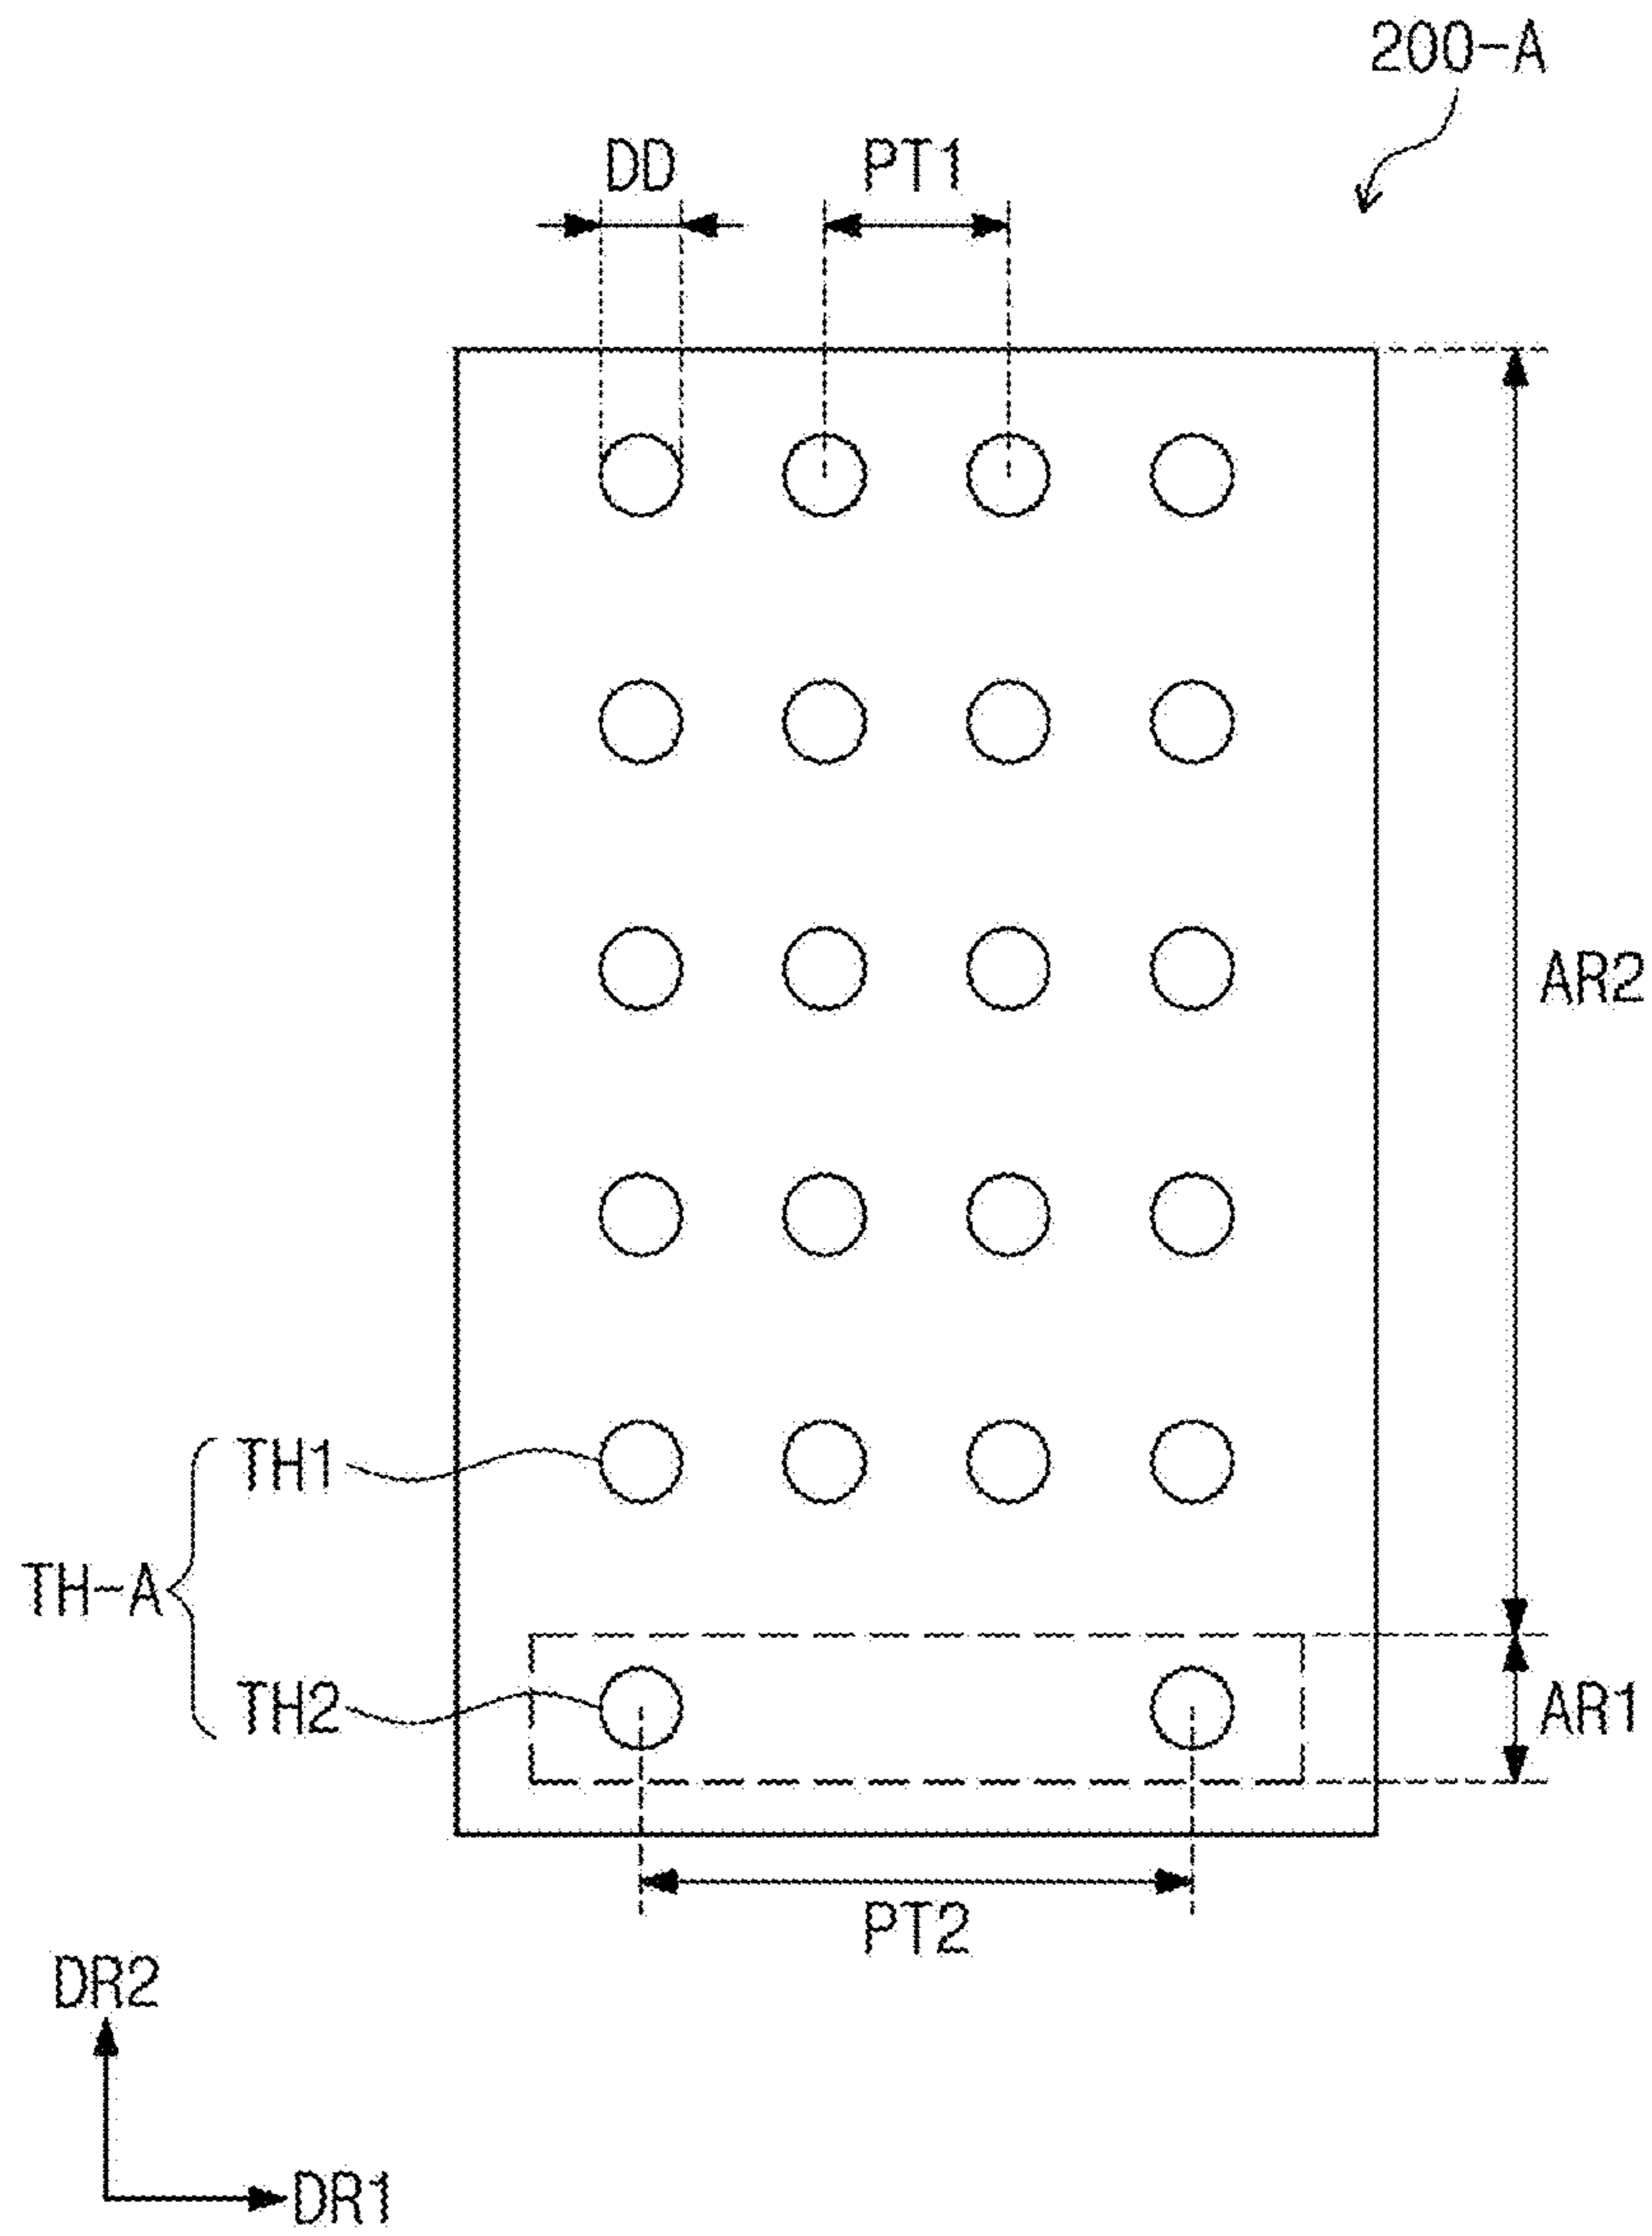 200-A
DD
PT1
AR2
TH1
TH-A
TH2
AR1
PT2
DR2
DR1